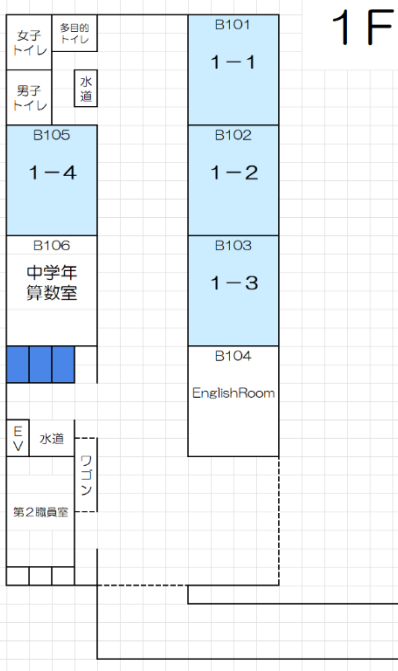 1F
女子
トイレ
多目的
トイレ
水
道
男子
トイレ
B101
1－1
B105
1－4
B102
1－2
B106
中学年
算数室
B103
1－3
B104
EnglishRoom
E
V
水道
ワゴン
第2職員室